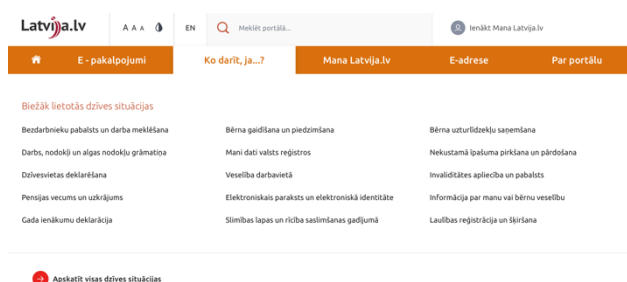 Latvija.lv
A A A
EN
Meklēt portālā...
Ienākt Mana Latvija.lv
E - pakalpojumi
Ko darīt, ja...?
Mana Latvija.lv
E-adrese
Par portālu
Biežāk lietotās dzīves situācijas
Bezdarbnieku pabalsts un darba meklēšana
Bērna gaidīšana un piedzimšana
Bērna uzturlīdzekļu saņemšana
Darbs, nodokļi un algas nodokļu grāmatiņa
Mani dati valsts reģistros
Nekustamā īpašuma pirkšana un pārdošana
Dzīvesvietas deklarēšana
Veselība darbavietā
Invaliditātes apliecība un pabalsts
Pensijas vecums un uzkrājums
Elektroniskais paraksts un elektroniskā identitāte
Informācija par manu vai bērnu veselību
Gada ienākumu deklarācija
Slimības lapas un rīcība saslimšanas gadījumā
Laulības reģistrācija un šķiršana
Apskatīt visas dzīves situācijas